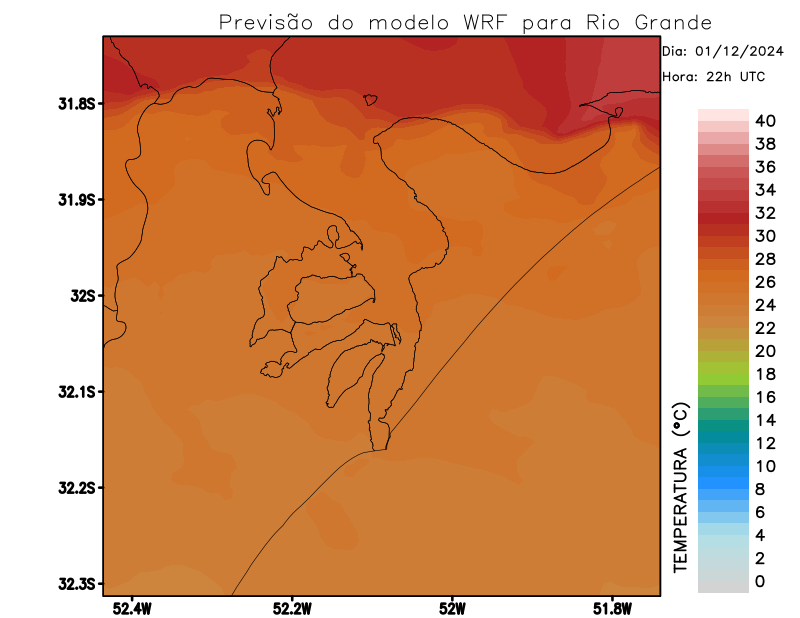 Previsão do modelo WRF para Rio Grande
Dia: 01/12/2024
Hora: 22h UTC
31.8S
31.9S
32S
32.1S
32.2S
32.3S
52.4W
52.2W
52W
51.8W
TEMPERATURA (°C)
40
38
36
34
32
30
28
26
24
22
20
18
16
14
12
10
8
6
4
2
0